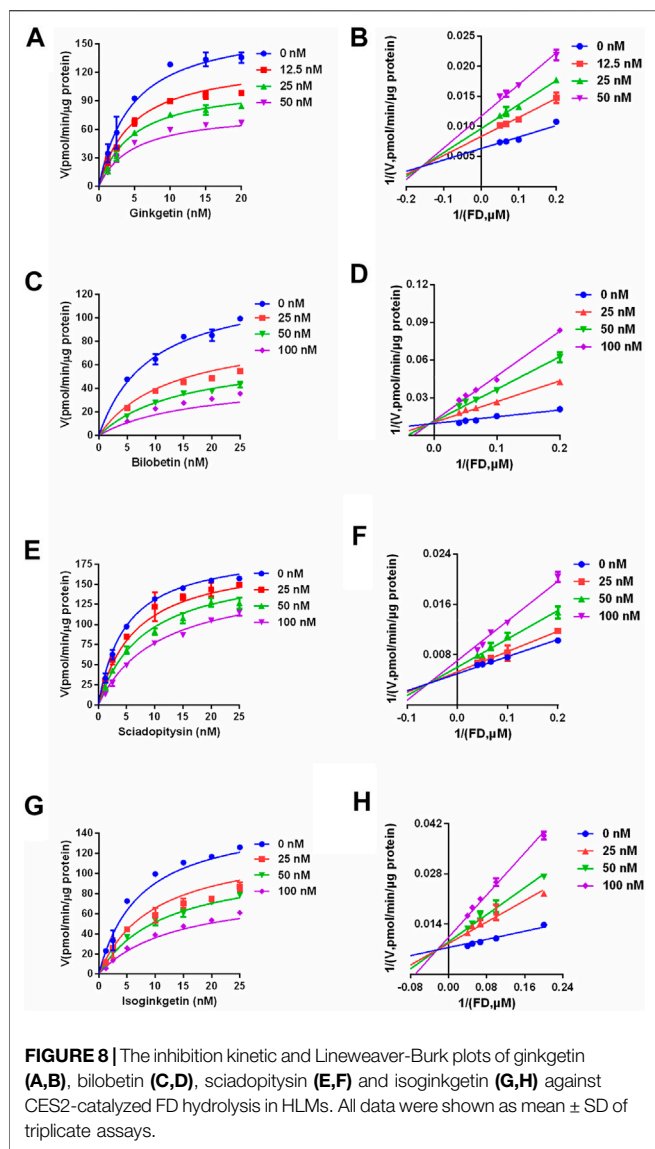 A
V(pmol/min/µg protein)
150
120
90
60
30
0
0 5 10 15 20
Ginkgetin (nM)
0 nM
12.5 nM
25 nM
50 nM
B
1/(V,pmol/min/µg protein)
0.025
0.020
0.015
0.010
0.005
-0.2 -0.1 0.0 0.1 0.2
1/(FD,µM)
0 nM
12.5 nM
25 nM
50 nM
C
V(pmol/min/µg protein)
120
100
80
60
40
20
0
0 5 10 15 20 25
Bilobetin (nM)
0 nM
25 nM
50 nM
100 nM
D
1/(V,pmol/min/µg protein)
0.12
0.09
0.06
0.03
0.0 0.1 0.2
1/(FD,µM)
0 nM
25 nM
50 nM
100 nM
E
V(pmol/min/µg protein)
175
150
125
100
75
50
25
0
0 5 10 15 20 25
Sciadopitysin (nM)
0 nM
25 nM
50 nM
100 nM
F
1/(V,pmol/min/µg protein)
0.024
0.016
0.008
-0.1 0.0 0.1 0.2
1/(FD,µM)
0 nM
25 nM
50 nM
100 nM
G
V(pmol/min/µg protein)
140
120
100
80
60
40
20
0
0 5 10 15 20 25
Isoginkgetin (nM)
0 nM
25 nM
50 nM
100 nM
H
1/(V,pmol/min/µg protein)
0.042
0.028
0.014
-0.08 0.00 0.08 0.16 0.24
1/(FD,µM)
0 nM
25 nM
50 nM
100 nM
FIGURE 8 | The inhibition kinetic and Lineweaver-Burk plots of ginkgetin
(A,B), bilobetin (C,D), sciadopitysin (E,F) and isoginkgetin (G,H) against
CES2-catalyzed FD hydrolysis in HLMs. All data were shown as mean ± SD of
triplicate assays.